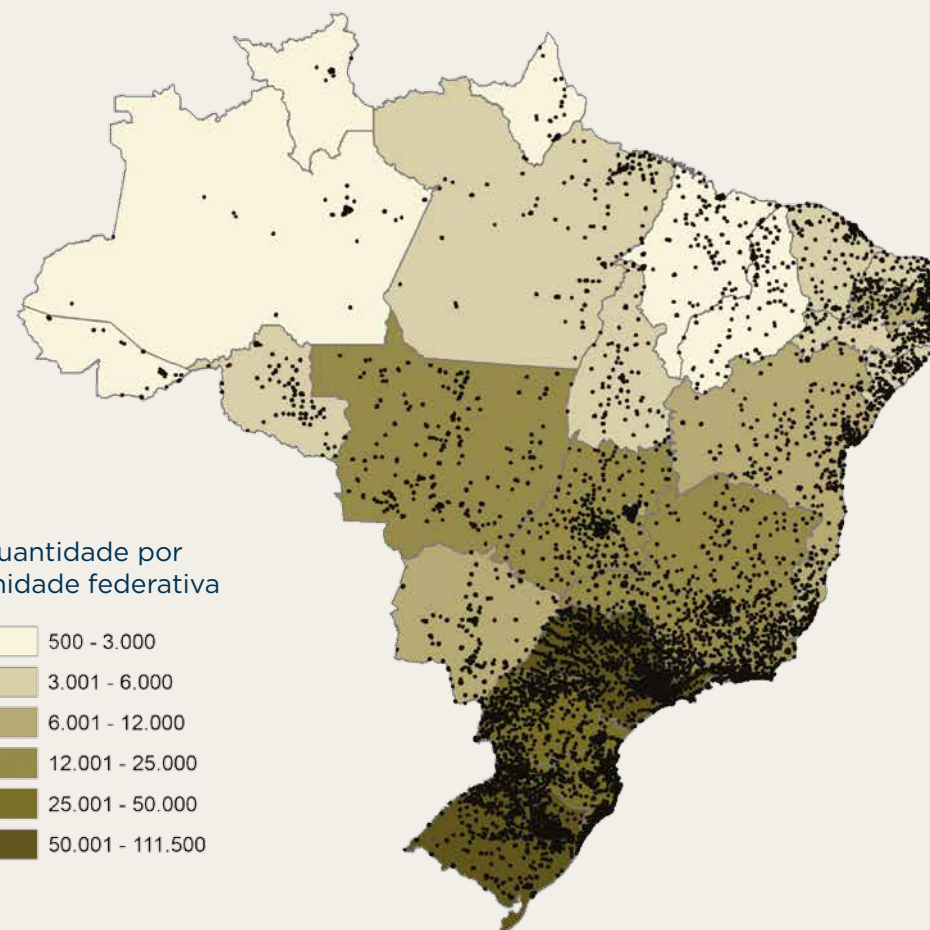 uantidade por
nidade federativa
500 - 3.000
3.001 - 6.000
6.001 - 12.000
12.001 - 25.000
25.001 - 50.000
50.001 - 111.500